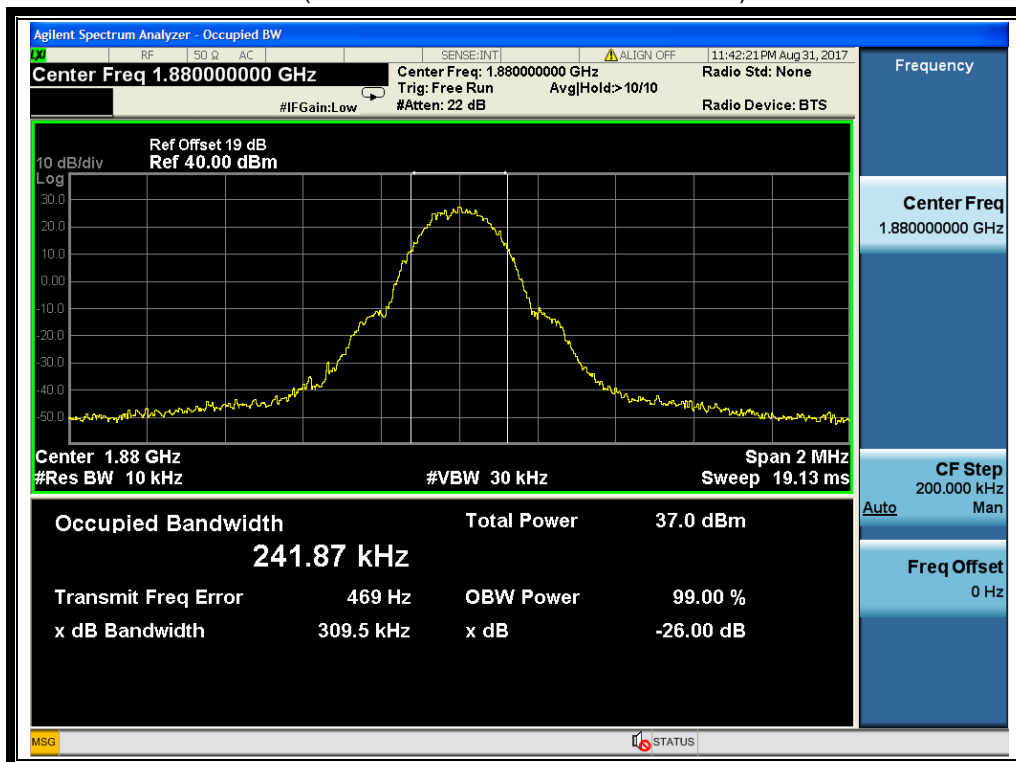 Agilent Spectrum Analyzer - Occupied BW
LXI RF 50 Ω AC SENSE:INT ALIGN OFF 11:42:21 PM Aug 31, 2017
Center Freq 1.880000000 GHz
#IFGain:Low
Center Freq: 1.880000000 GHz
Trig: Free Run Avg|Hold:>10/10
#Atten: 22 dB
Radio Std: None
Radio Device: BTS
Ref Offset 19 dB
10 dB/div Ref 40.00 dBm
Log
30.0
20.0
10.0
0.00
-10.0
-20.0
-30.0
-40.0
-50.0
Center 1.88 GHz Span 2 MHz
#Res BW 10 kHz #VBW 30 kHz Sweep 19.13 ms
Occupied Bandwidth Total Power 37.0 dBm
241.87 kHz
Transmit Freq Error 469 Hz OBW Power 99.00 %
x dB Bandwidth 309.5 kHz x dB -26.00 dB
Frequency
Center Freq
1.880000000 GHz
CF Step
200.000 kHz
Auto Man
Freq Offset
0 Hz
MSG STATUS